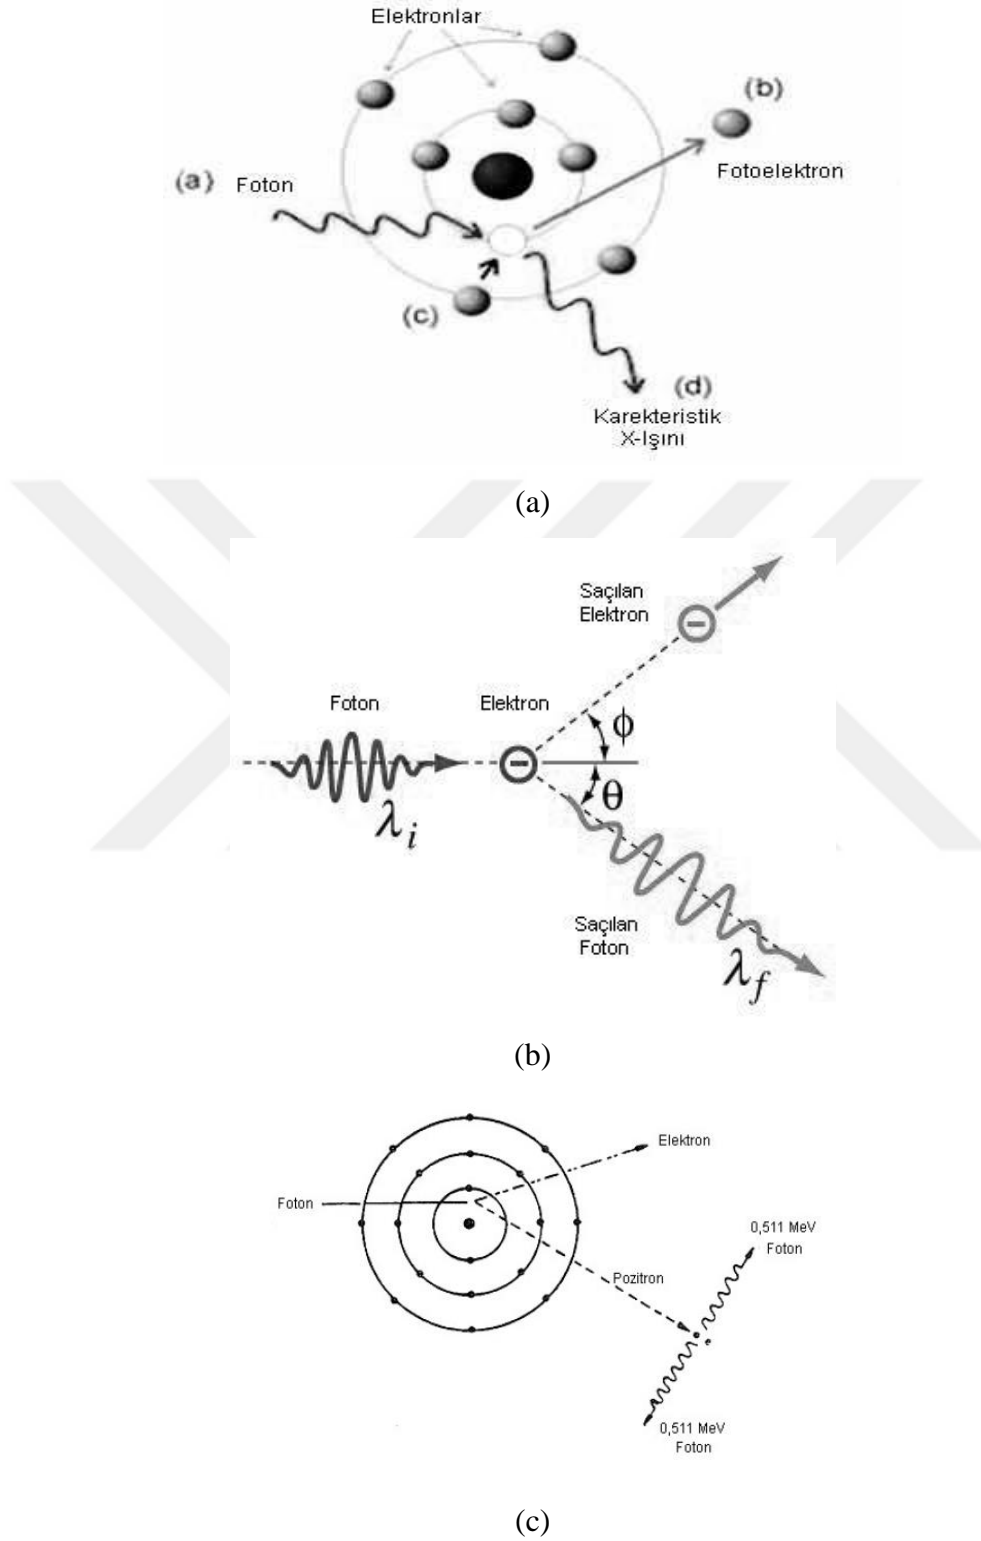 Elektronlar
(b)
Fotoelektron
(a) Foton
(c)
(d)
Karekteristik
X-Işını
(a)
Saçılan
Elektron
Foton
Elektron
ϕ
θ
λi
Saçılan
Foton
λf
(b)
Elektron
Foton
0,511 MeV
Foton
Pozitron
0,511 MeV
Foton
(c)